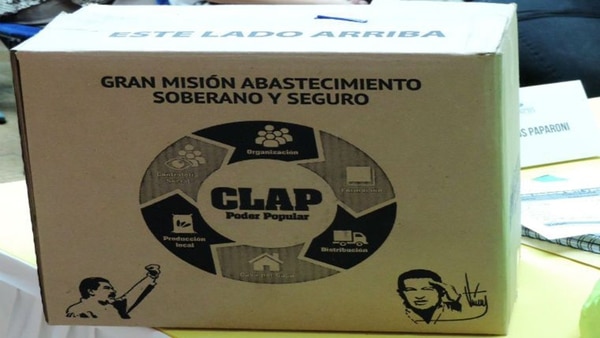 ESTE LADO ARRIBA
GRAN MISIÓN ABASTECIMIENTO
SOBERANO Y SEGURO
Organización
CLAP
Poder Popular
Producción
local
Distribución
S PAPARONI